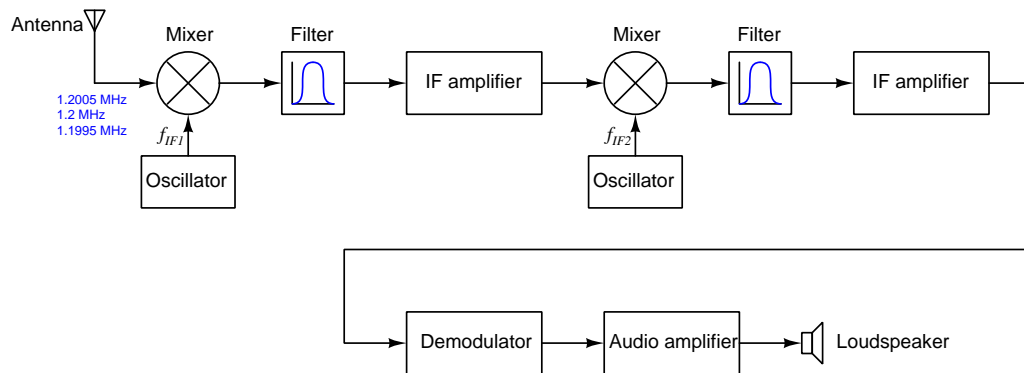 Antenna
Mixer
Filter
IF amplifier
Mixer
Filter
IF amplifier
1.2005 MHz
1.2 MHz
1.1995 MHz
fIF1
fIF2
Oscillator
Oscillator
Demodulator
Audio amplifier
Loudspeaker